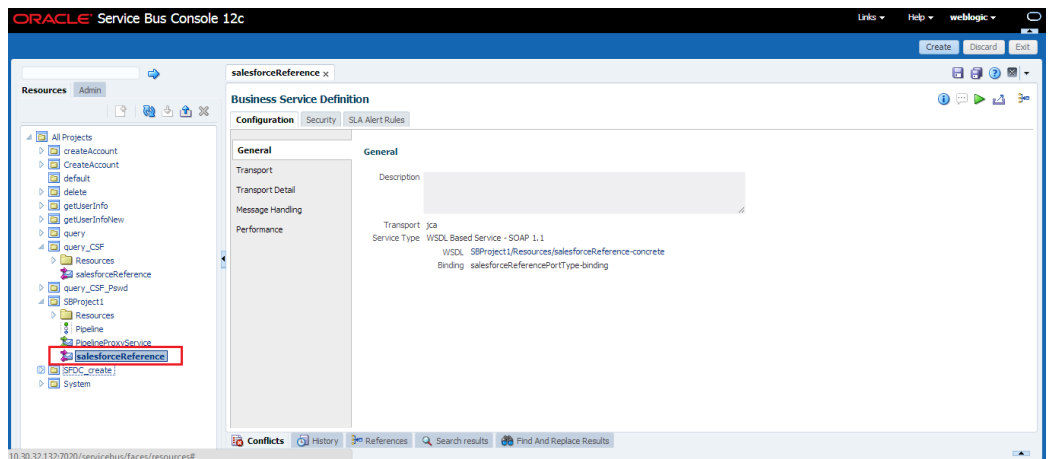 ORACLE Service Bus Console 12c
Links Help weblogic
Create Discard Exit
Resources Admin
All Projects
createAccount
CreateAccount
default
delete
getUserInfo
getUserInfoNew
query
query_CSF
Resources
salesforceReference
query_CSF_Pswd
SBProject1
Resources
Pipeline
PipelineProxyService
salesforceReference
SFDC_create
System
salesforceReference x
Business Service Definition
Configuration Security SLA Alert Rules
General
Transport
Transport Detail
Message Handling
Performance
General
Description
Transport jca
Service Type WSDL Based Service - SOAP 1.1
WSDL SBProject1/Resources/salesforceReference-concrete
Binding salesforceReferencePortType-binding
Conflicts History References Search results Find And Replace Results
10.30.32.132:7020/servicebus/faces/resources#